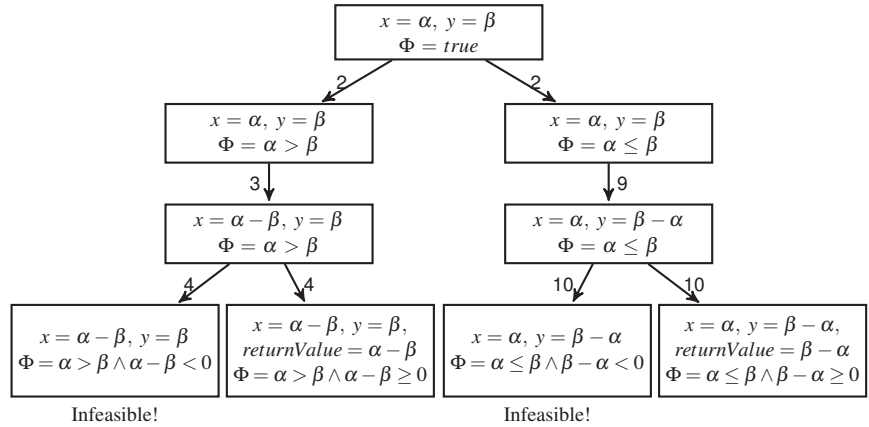 x = α, y = β
Φ = true
2
2
x = α, y = β
Φ = α > β
x = α, y = β
Φ = α ≤ β
3
9
x = α − β, y = β
Φ = α > β
x = α, y = β − α
Φ = α ≤ β
4
4
10
10
x = α − β, y = β
Φ = α > β ∧ α − β < 0
x = α − β, y = β,
returnValue = α − β
Φ = α > β ∧ α − β ≥ 0
x = α, y = β − α
Φ = α ≤ β ∧ β − α < 0
x = α, y = β − α,
returnValue = β − α
Φ = α ≤ β ∧ β − α ≥ 0
Infeasible!
Infeasible!